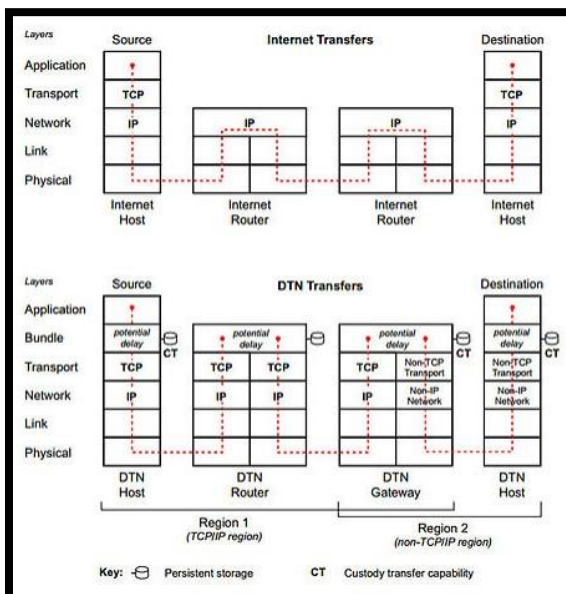 Layers Source Internet Transfers Destination
Application
Transport TCP TCP
Network IP IP IP IP
Link
Physical
Internet Host Internet Router Internet Router Internet Host
Layers Source DTN Transfers Destination
Application
Bundle potential delay potential delay potential delay potential delay
CT CT CT
Transport TCP TCP TCP TCP Non-TCP Transport Non-TCP Transport
Network IP IP IP IP Non-IP Network Non-IP Network
Link
Physical
DTN Host DTN Router DTN Gateway DTN Host
Region 1 Region 2
(TCPIIP region) (non-TCPIIP region)
Key: Persistent storage CT Custody transfer capability